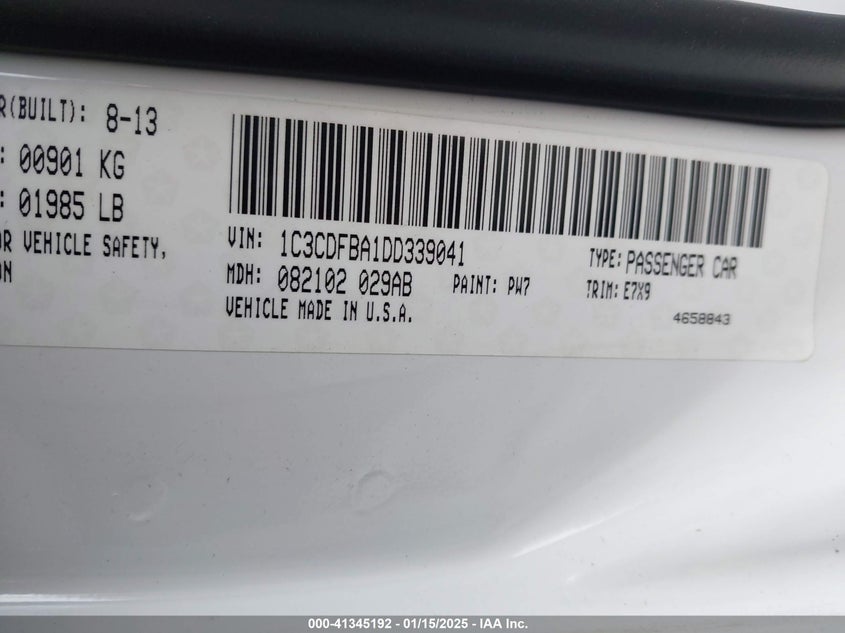 R(BUILT): 8-13
: 00901 KG
: 01985 LB
OR VEHICLE SAFETY,
ON
VIN: 1C3CDFBA1DD339041
TYPE: PASSENGER CAR
MDH: 082102 029AB
PAINT: PW7
TRIM: E7X9
VEHICLE MADE IN U.S.A.
4658843
000-41345192 - 01/15/2025 - IAA Inc.